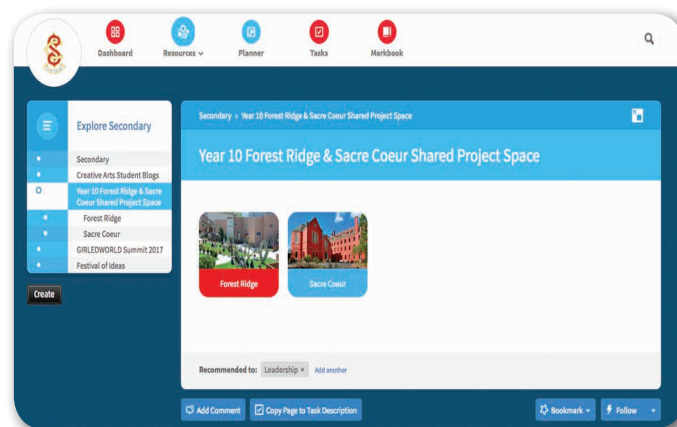 Dashboard
Resources
Planner
Tasks
Markbook
Explore Secondary
Secondary
Creative Arts Student Blogs
Year 10 Forest Ridge & Sacre
Coeur Shared Project Space
Forest Ridge
Sacre Coeur
GIRLEDWORLD Summit 2017
Festival of Ideas
Create
Secondary › Year 10 Forest Ridge & Sacre Coeur Shared Project Space
Year 10 Forest Ridge & Sacre Coeur Shared Project Space
Forest Ridge
Sacre Coeur
Recommended to: Leadership × Add another
Add Comment
Copy Page to Task Description
Bookmark
Follow